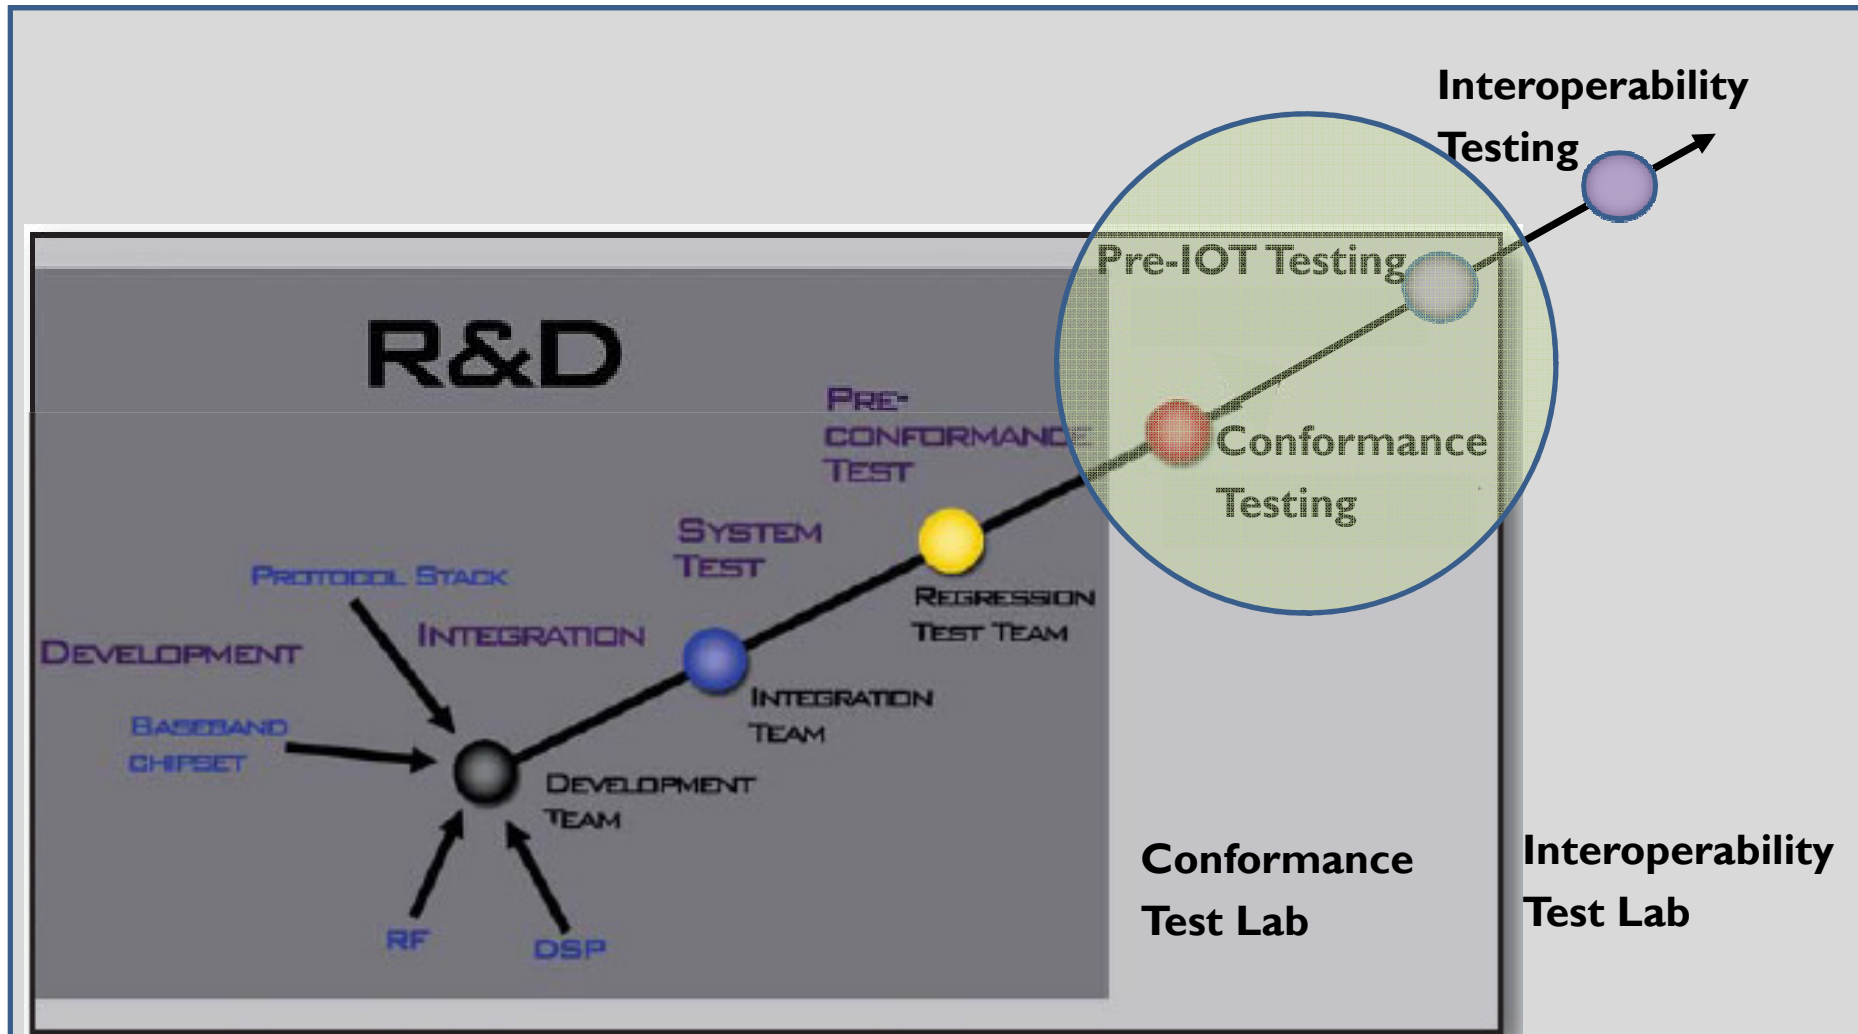 Interoperability
Testing
Pre-IOT Testing
R&D
PRE-
CONFORMANCE
TEST
Conformance
Testing
SYSTEM
TEST
PROTOCOL STACK
REGRESSION
TEST TEAM
INTEGRATION
DEVELOPMENT
INTEGRATION
TEAM
BASEBAND
CHIPSET
DEVELOPMENT
TEAM
RF
DSP
Conformance
Test Lab
Interoperability
Test Lab